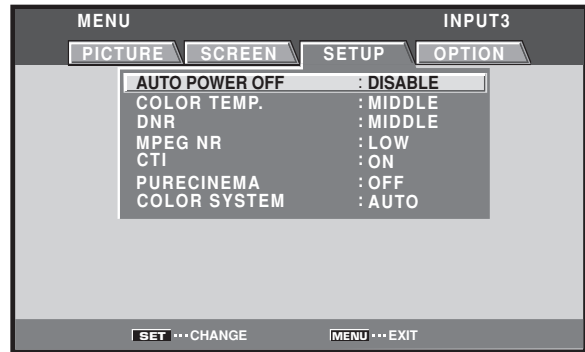 MENU INPUT3
PICTURE SCREEN SETUP OPTION
AUTO POWER OFF : DISABLE
COLOR TEMP. : MIDDLE
DNR : MIDDLE
MPEG NR : LOW
CTI : ON
PURECINEMA : OFF
COLOR SYSTEM : AUTO
SET ··· CHANGE MENU ··· EXIT